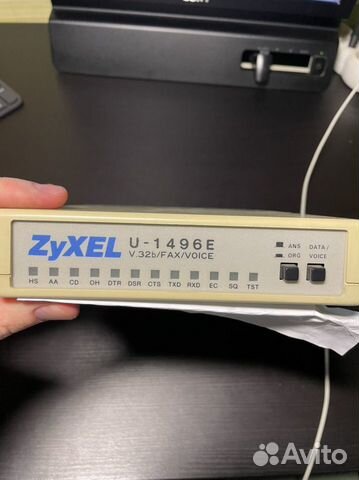 ZyXEL
U-1496E
V.32b/FAX/VOICE
ANS DATA/
ORG VOICE
HS AA CD OH DTR DSR CTS TXD RXD EC SQ TST
Avito